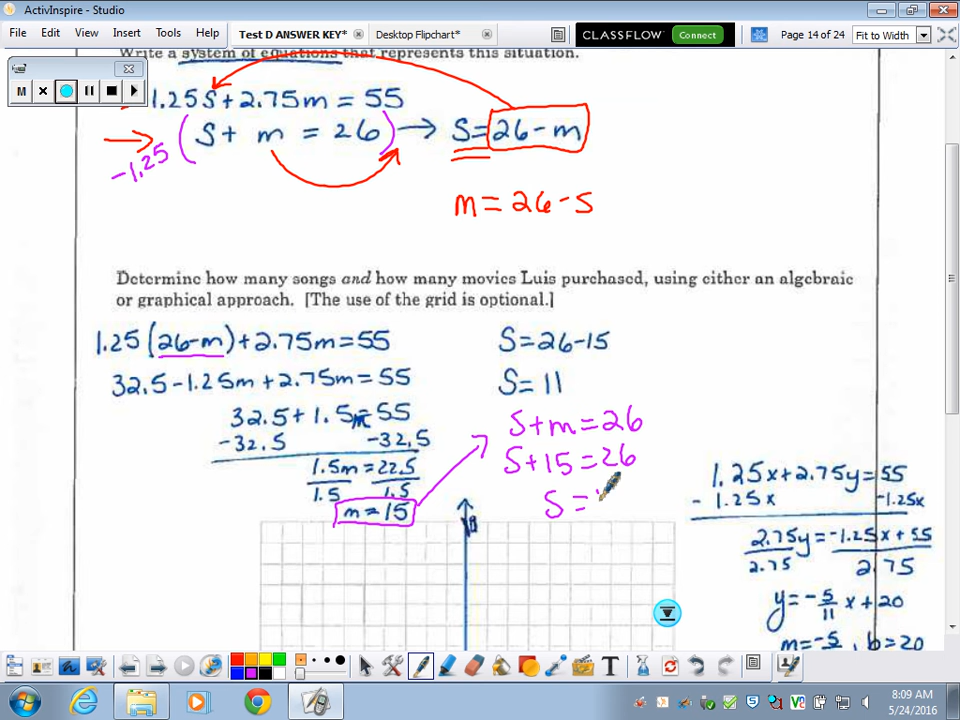 ActivInspire - Studio
File Edit View Insert Tools Help
Test D ANSWER KEY*
Desktop Flipchart*
CLASSFLOW Connect
Page 14 of 24
Fit to Width
Write a system of equations that represents this situation.
M
1.25S+2.75m=55
-1.25(S+m=26) → S=26-m
m=26-S
Determine how many songs and how many movies Luis purchased, using either an algebraic
or graphical approach. [The use of the grid is optional.]
1.25(26-m)+2.75m=55
32.5-1.25m+2.75m=55
32.5+1.5m=55
-32.5 -32.5
1.5m=22.5
1.5 1.5
m=15
S=26-15
S=11
S+m=26
S+15=26
S=
1.25x+2.75y=55
-1.25x -1.25x
2.75y=-1.25x+55
2.75 2.75
y=-5/11 x+20
m=-5, b=20
T
8:09 AM
5/24/2016